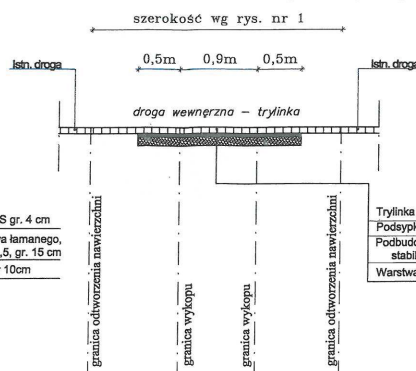 szerokość wg rys. nr 1
0,5m 0,9m 0,5m
Istn. droga
Istn. droga
droga wewnęrzna – trylinka
S gr. 4 cm
łamanego,
,5, gr. 15 cm
10cm
granica odtworzenia nawierzchni
granica wykopu
granica wykopu
granica odtworzenia nawierzchni
Trylinka
Podsypk
Podbudo
stabil
Warstwa